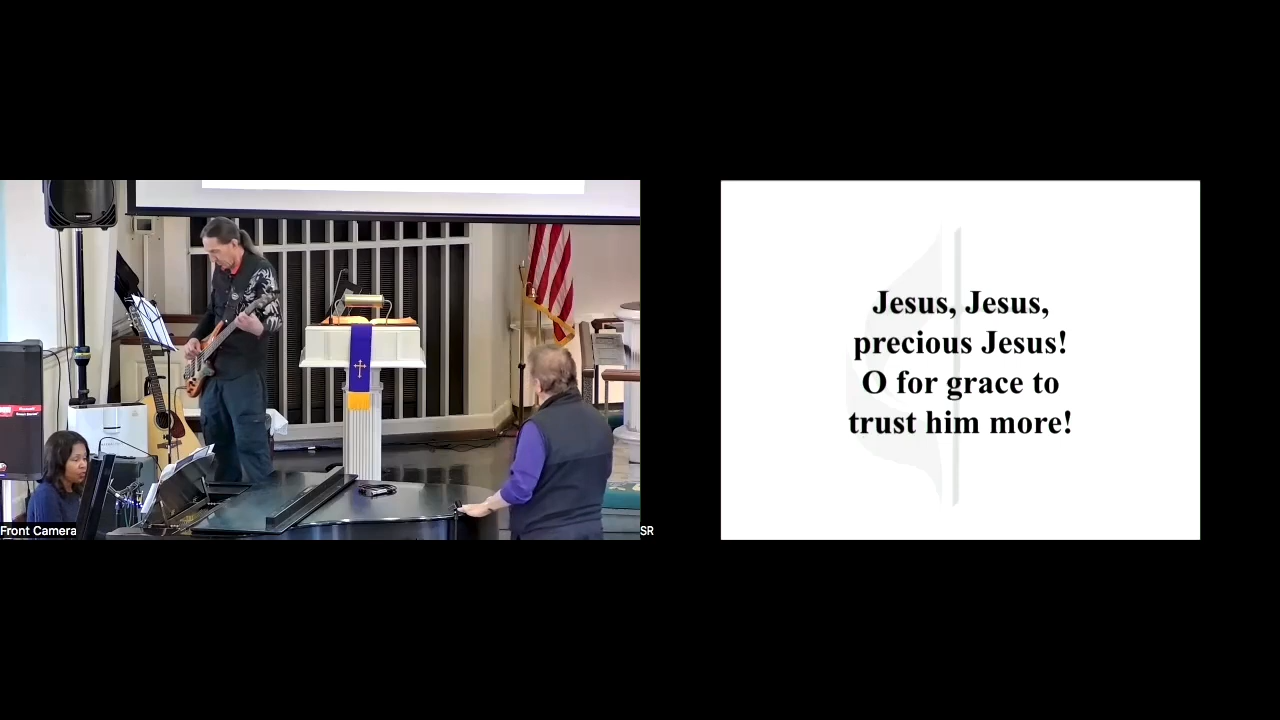 Front Camera
SR
Jesus, Jesus,
precious Jesus!
O for grace to
trust him more!